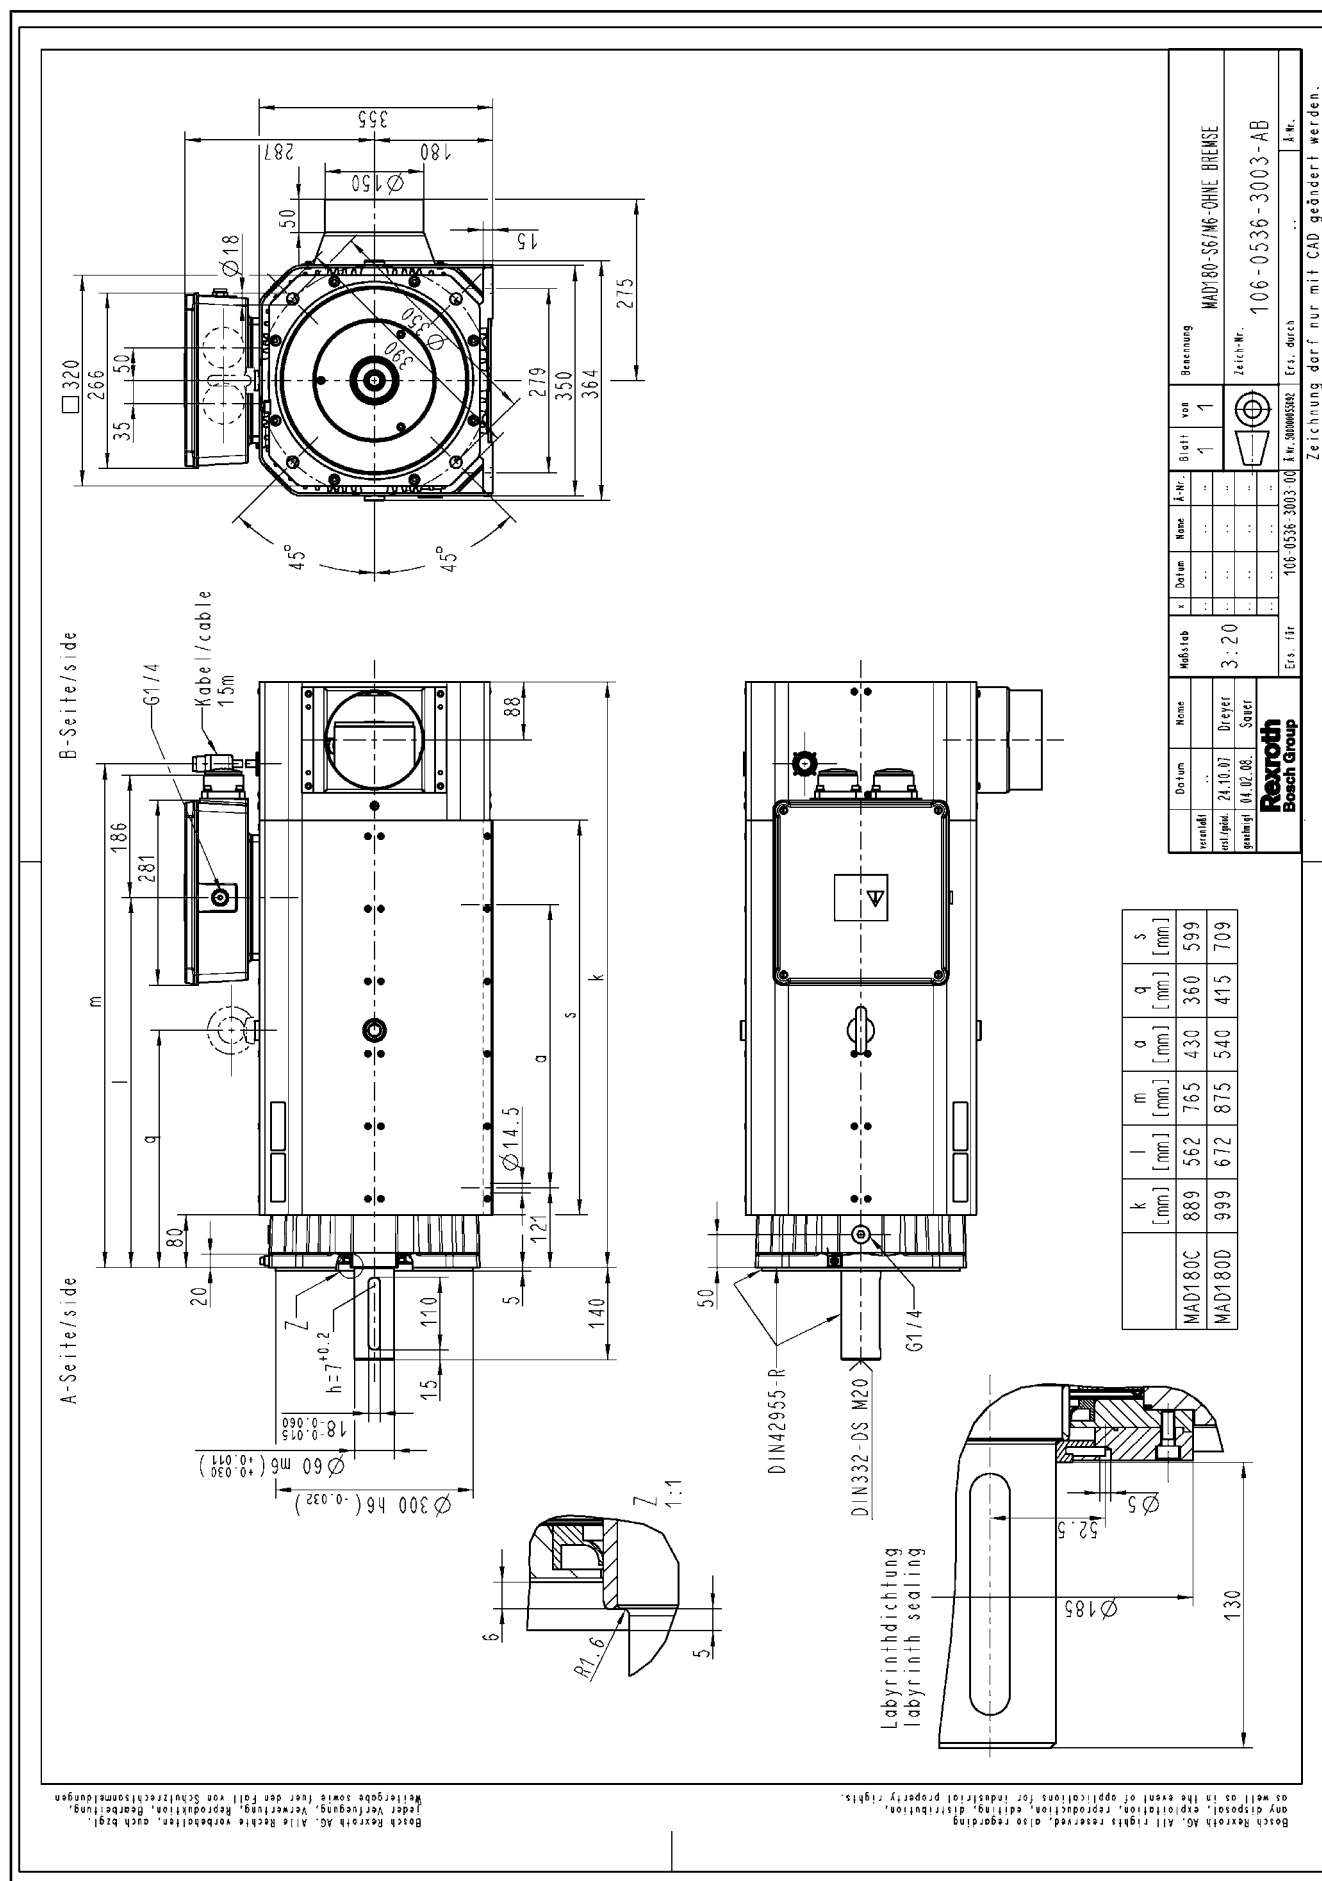 A-Seite/side
B-Seite/side
m
l
q
186
281
G1/4
Kabel/cable
15m
80
20
Z
h=7 +0.2
110
15
18 -0.015 -0.060
Ø60 m6 ( +0.030 +0.011 )
Ø300 h6 ( -0.032 )
5
140
121
Ø14.5
a
s
k
88
□320
266
35
50
Ø18
287
355
180
Ø150
50
15
390
Ø350
279
350
364
275
45°
45°
50
G1/4
DIN42955-R
DIN332-DS M20
Z
1:1
6
R1.6
5
Labyrinthdichtung
labyrinth sealing
52.5
Ø5
Ø185
130
k [mm] l [mm] m [mm] a [mm] q [mm] s [mm]
MAD180C 889 562 765 430 360 599
MAD180D 999 672 875 540 415 709
Datum Name
veranlaßt ..
erst./geänd. 24.10.07 Dreyer
genehmigt 04.02.08. Sauer
Rexroth
Bosch Group
Maßstab
3:20
x Datum Name Ä-Nr.
Blatt 1 von 1
Benennung
MAD180-S6/M6-OHNE BREMSE
Zeich-Nr.
106-0536-3003-AB
Ers. für 106-0536-3003-00
Ers. durch ..
Ä-Nr.
Zeichnung darf nur mit CAD geändert werden.
Bosch Rexroth AG. Alle Rechte vorbehalten, auch bzgl.
jeder Verfuegung, Verwertung, Reproduktion, Bearbeitung,
Weitergabe sowie fuer den Fall von Schutzrechtsanmeldungen
Bosch Rexroth AG. All rights reserved, also regarding
any disposal, exploitation, reproduction, editing, distribution,
as well as in the event of applications for industrial property rights.